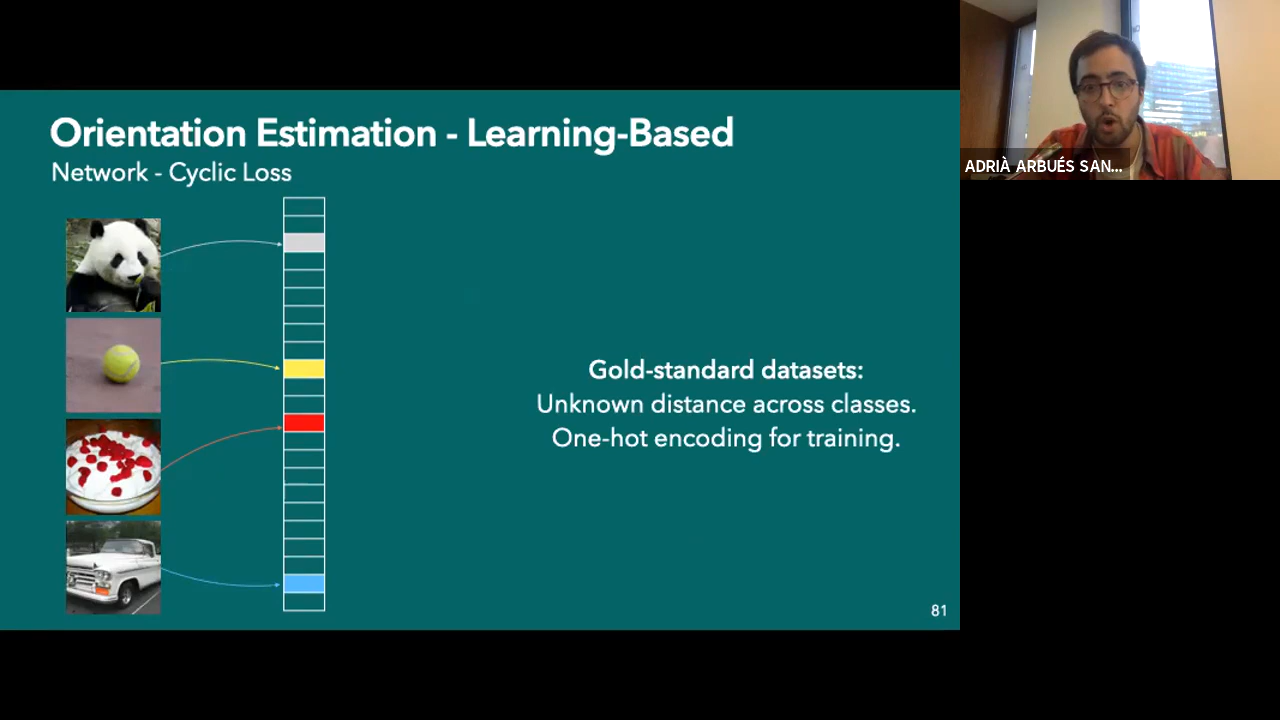 Orientation Estimation - Learning-Based
Network - Cyclic Loss
Gold-standard datasets:
Unknown distance across classes.
One-hot encoding for training.
81
ADRIÀ ARBUÉS SAN...